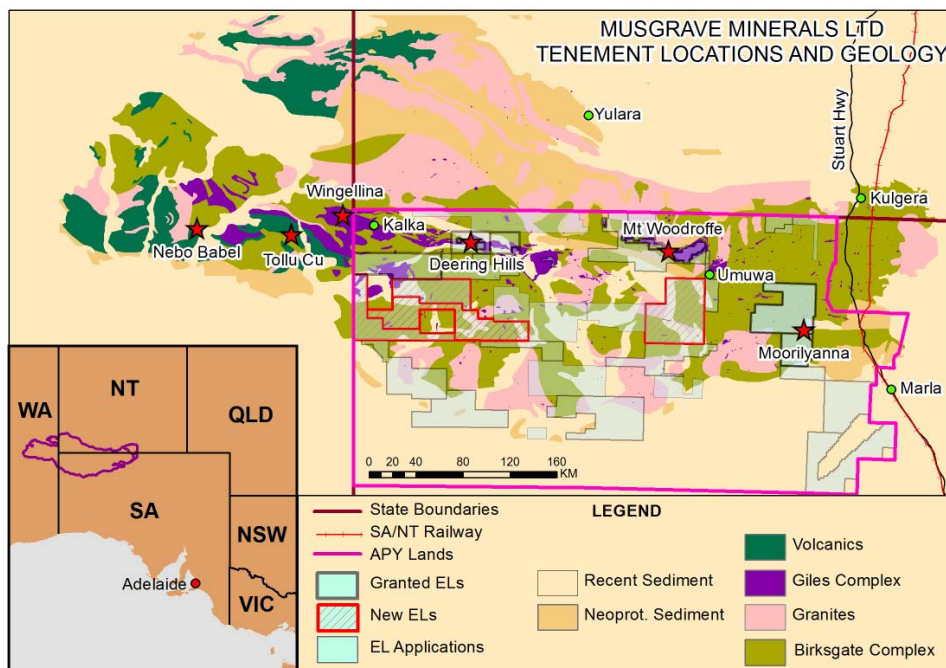 MUSGRAVE MINERALS LTD
TENEMENT LOCATIONS AND GEOLOGY
Yulara
Stuart Hwy
Kulgera
Wingellina
Kalka
Mt Woodroffe
Nebo Babel
Tollu Cu
Deering Hills
Umuwa
Moorilyanna
Marla
0 20 40 80 120 160
KM
WA
NT
QLD
SA
NSW
VIC
Adelaide
LEGEND
State Boundaries
SA/NT Railway
APY Lands
Granted ELs
New ELs
EL Applications
Recent Sediment
Neoprot. Sediment
Volcanics
Giles Complex
Granites
Birksgate Complex